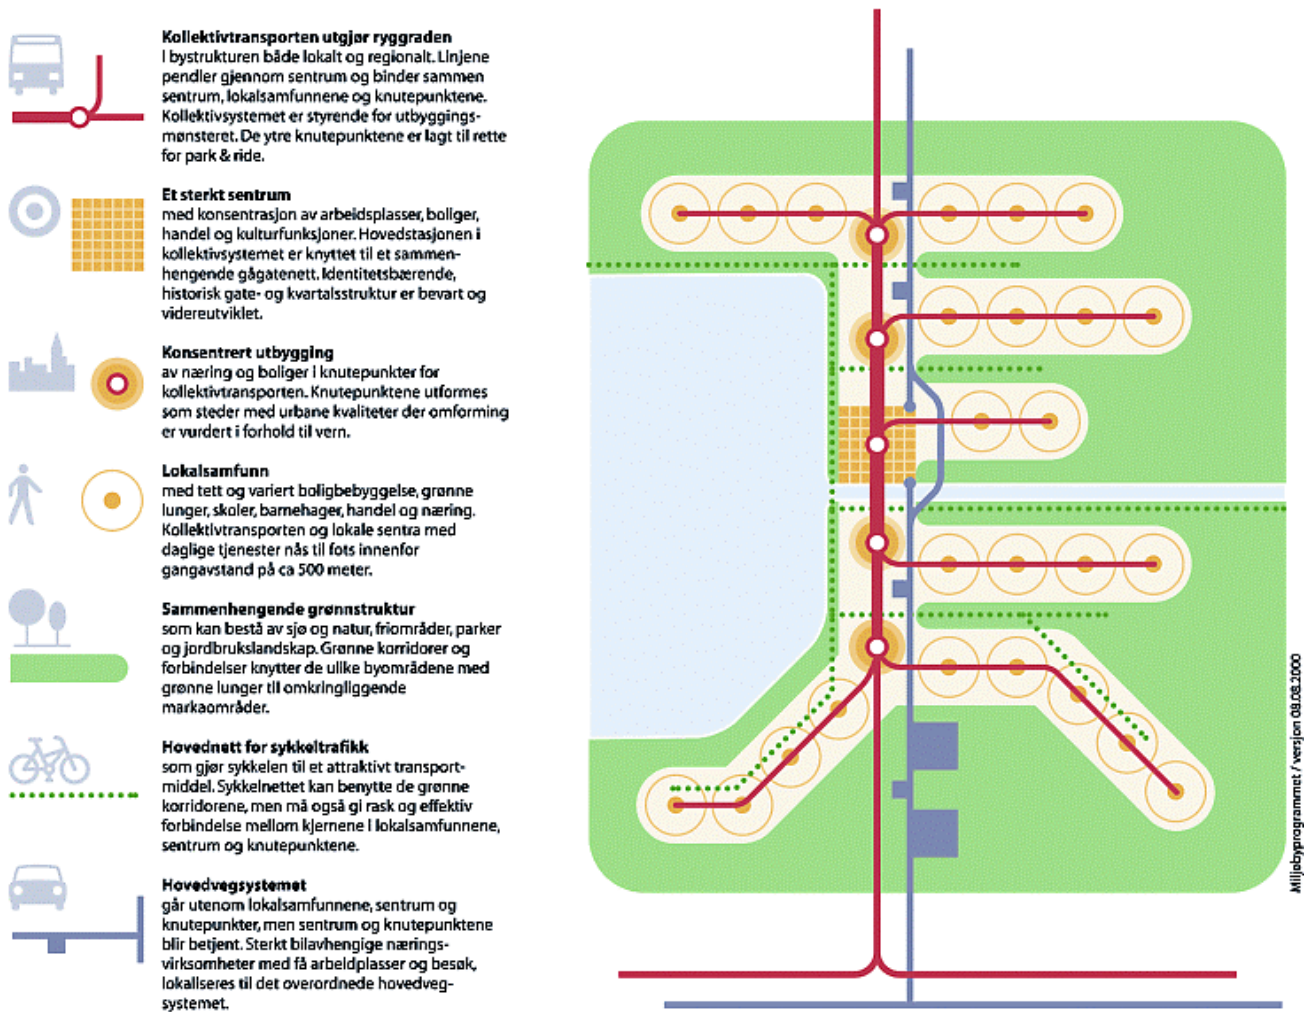 Kollektivtransporten utgjør ryggraden
i bystrukturen både lokalt og regionalt. Linjene
pendler gjennom sentrum og binder sammen
sentrum, lokalsamfunnene og knutepunktene.
Kollektivsystemet er styrende for utbyggings-
mønsteret. De ytre knutepunktene er lagt til rette
for park & ride.
Et sterkt sentrum
med konsentrasjon av arbeidsplasser, boliger,
handel og kulturfunksjoner. Hovedstasjonen i
kollektivsystemet er knyttet til et sammen-
hengende gågatenett. Identitetsbærende,
historisk gate- og kvartalsstruktur er bevart og
videreutviklet.
Konsentrert utbygging
av næring og boliger i knutepunkter for
kollektivtransporten. Knutepunktene utformes
som steder med urbane kvaliteter der omforming
er vurdert i forhold til vern.
Lokalsamfunn
med tett og variert boligbebyggelse, grønne
lunger, skoler, barnehager, handel og næring.
Kollektivtransporten og lokale sentra med
daglige tjenester nås til fots innenfor
gangavstand på ca 500 meter.
Sammenhengende grønnstruktur
som kan bestå av sjø og natur, friområder, parker
og jordbrukslandskap. Grønne korridorer og
forbindelser knytter de ulike byområdene med
grønne lunger til omkringliggende
markaområder.
Hovednett for sykkeltrafikk
som gjør sykkelen til et attraktivt transport-
middel. Sykkelnettet kan benytte de grønne
korridorene, men må også gi rask og effektiv
forbindelse mellom kjernene i lokalsamfunnene,
sentrum og knutepunktene.
Hovedvegsystemet
går utenom lokalsamfunnene, sentrum og
knutepunkter, men sentrum og knutepunktene
blir betjent. Sterkt bilavhengige nærings-
virksomheter med få arbeidplasser og besøk,
lokaliseres til det overordnede hovedveg-
systemet.
Miljøbyprogrammet / versjon 08.08.2000